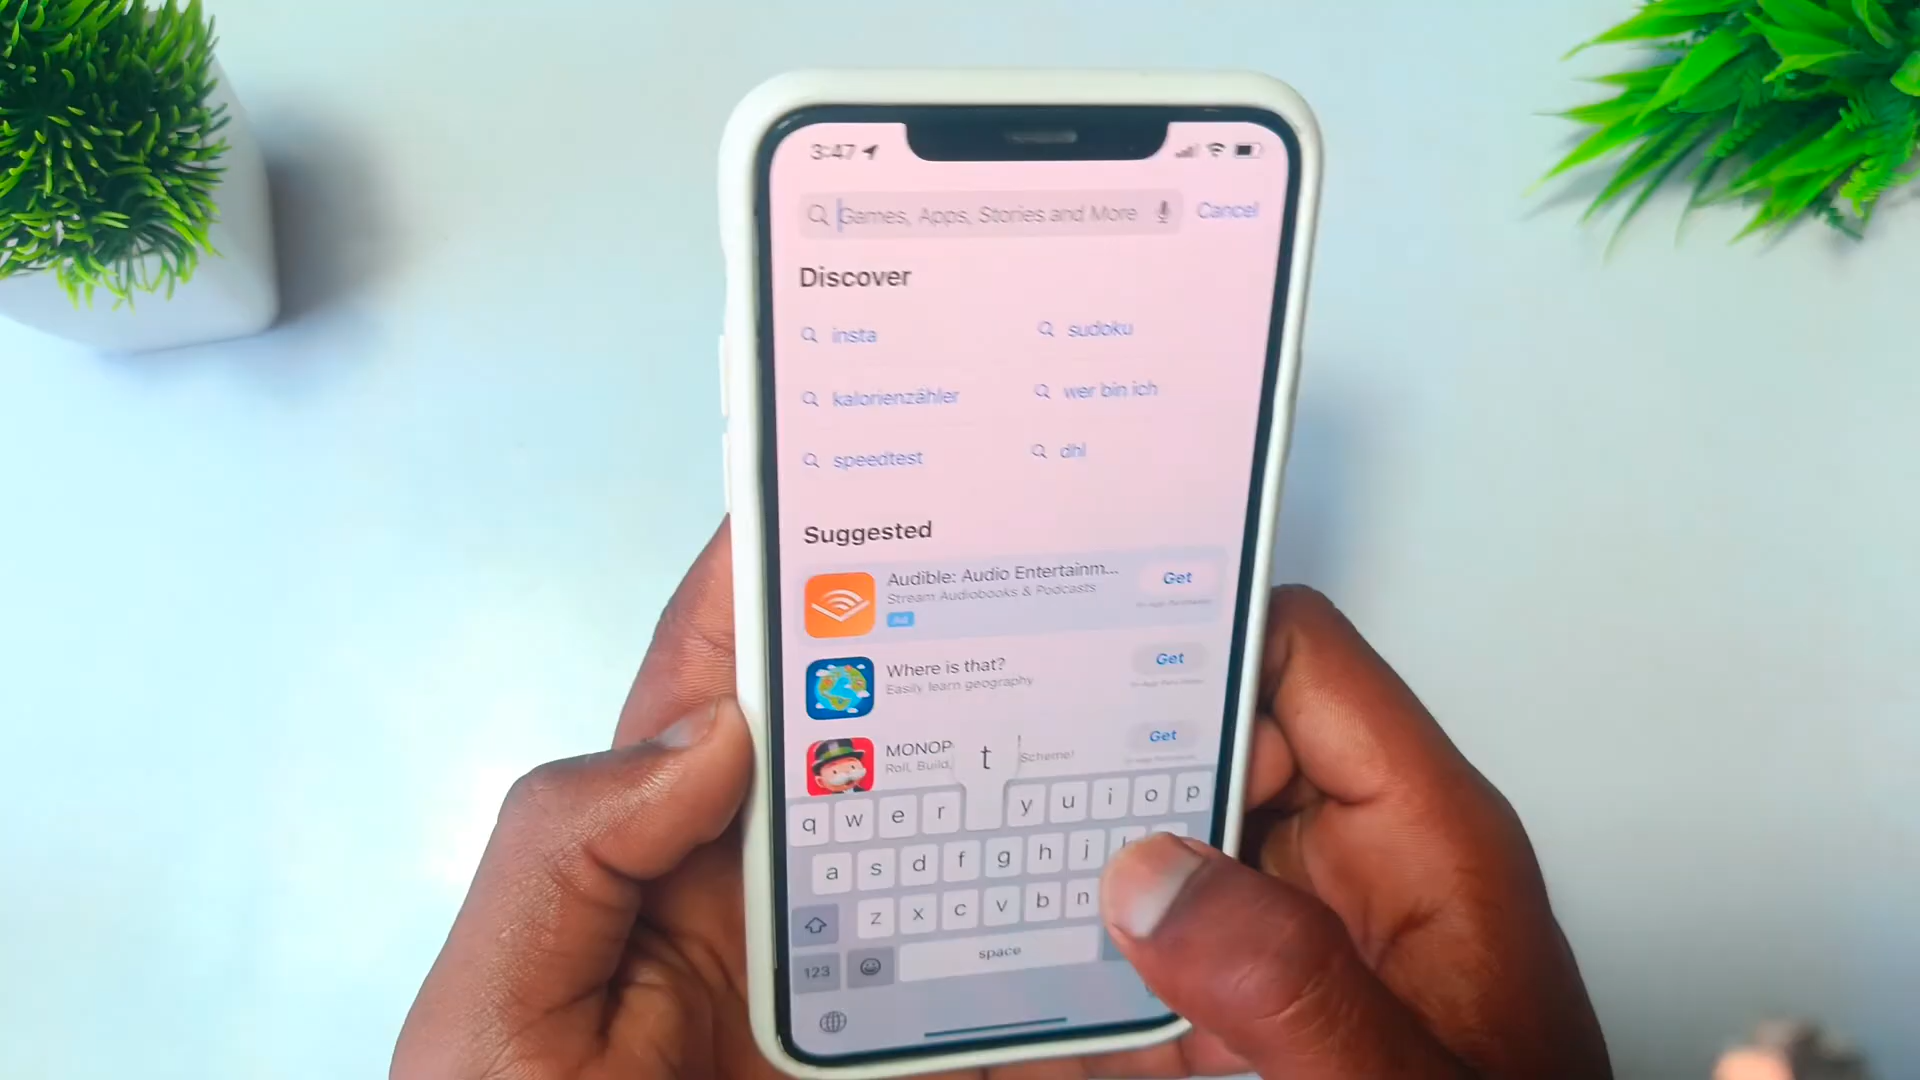 3:47
Games, Apps, Stories and More
Cancel
Discover
insta
sudoku
kalorienzähler
wer bin ich
speedtest
dhl
Suggested
Audible: Audio Entertainm...
Stream Audiobooks & Podcasts
Ad
Get
Where is that?
Easily learn geography
Get
MONOP
Roll, Build,
Scheme!
Get
t
q w e r y u i o p
a s d f g h j
z x c v b n
123
space